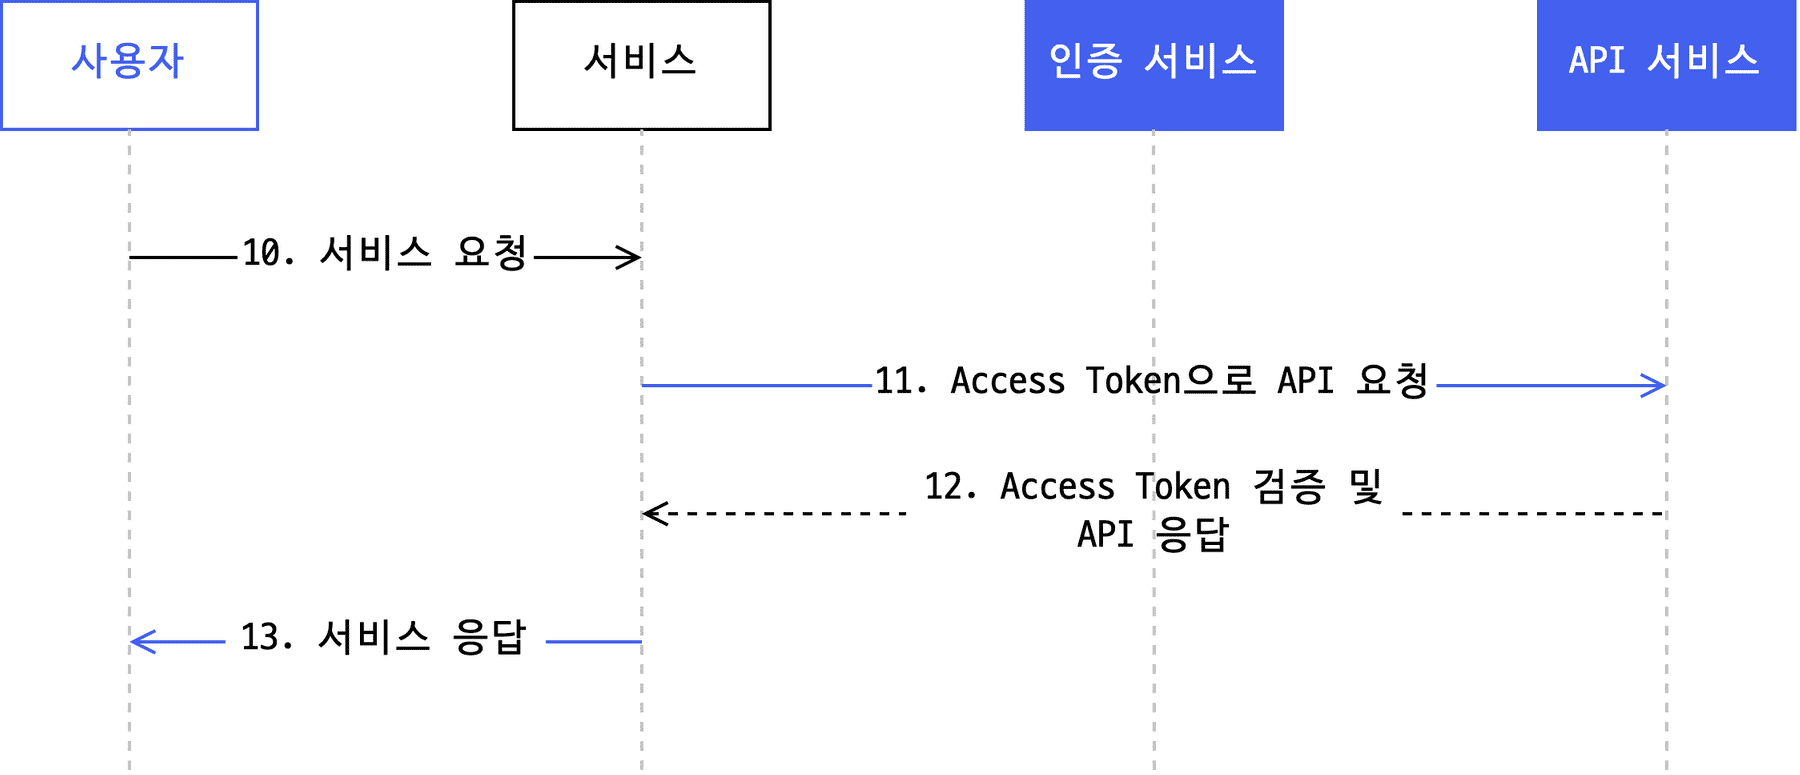 사용자
서비스
인증 서비스
API 서비스
10. 서비스 요청
11. Access Token으로 API 요청
12. Access Token 검증 및
API 응답
13. 서비스 응답